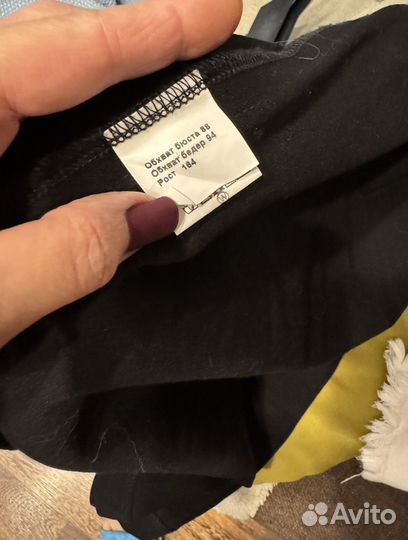 Обхват бюста 88
Обхват бедер 94
Рост 164
W
Avito